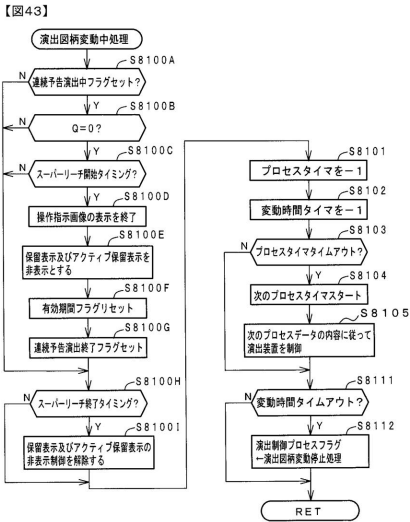 【図43】
演出図柄変動中処理
S8100A
連続予告演出中フラグセット?
N
Y
S8100B
Q=0?
N
Y
S8100C
スーパーリーチ開始タイミング?
N
Y
S8100D
操作指示画像の表示を終了
S8100E
保留表示及びアクティブ保留表示を
非表示とする
S8100F
有効期間フラグリセット
S8100G
連続予告演出終了フラグセット
S8100H
スーパーリーチ終了タイミング?
N
Y
S8100I
保留表示及びアクティブ保留表示の
非表示制御を解除する
S8101
プロセスタイマを-1
S8102
変動時間タイマを-1
S8103
プロセスタイマタイムアウト?
N
Y
S8104
次のプロセスタイマスタート
S8105
次のプロセスデータの内容に従って
演出装置を制御
S8111
変動時間タイムアウト?
N
Y
S8112
演出制御プロセスフラグ
←演出図柄変動停止処理
RET